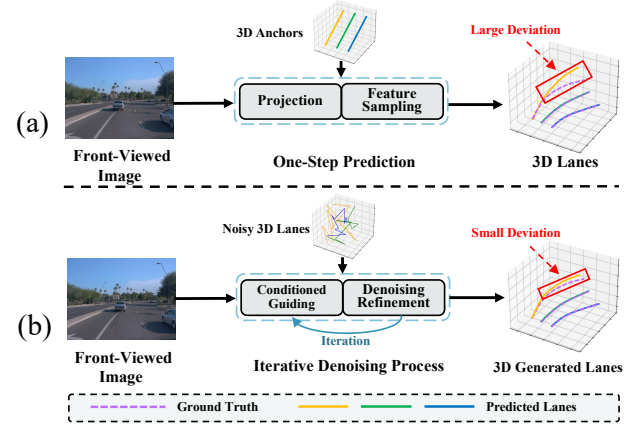 3D Anchors
Large Deviation
(a)
Projection
Feature
Sampling
Front-Viewed
Image
One-Step Prediction
3D Lanes
Noisy 3D Lanes
Small Deviation
(b)
Conditioned
Guiding
Denoising
Refinement
Iteration
Front-Viewed
Image
Iterative Denoising Process
3D Generated Lanes
Ground Truth
Predicted Lanes